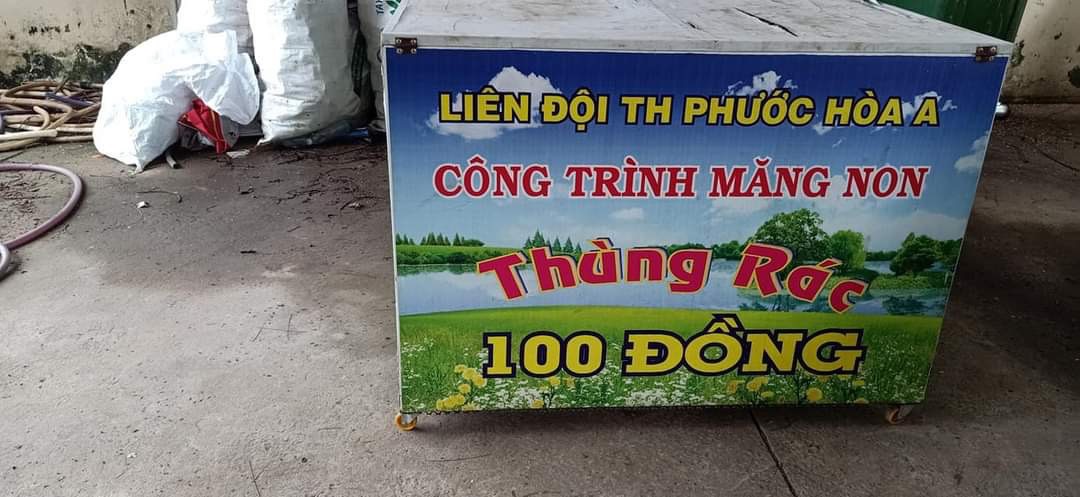 LIÊN ĐỘI TH PHƯỚC HÒA A
CÔNG TRÌNH MĂNG NON
Thùng Rác
100 ĐỒNG